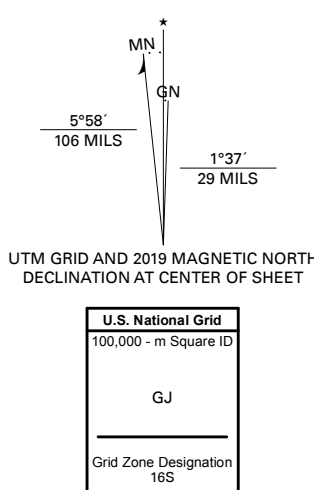 ★
MN
GN
5°58´
106 MILS
1°37´
29 MILS
UTM GRID AND 2019 MAGNETIC NORTH
DECLINATION AT CENTER OF SHEET
U.S. National Grid
100,000 - m Square ID
GJ
Grid Zone Designation
16S